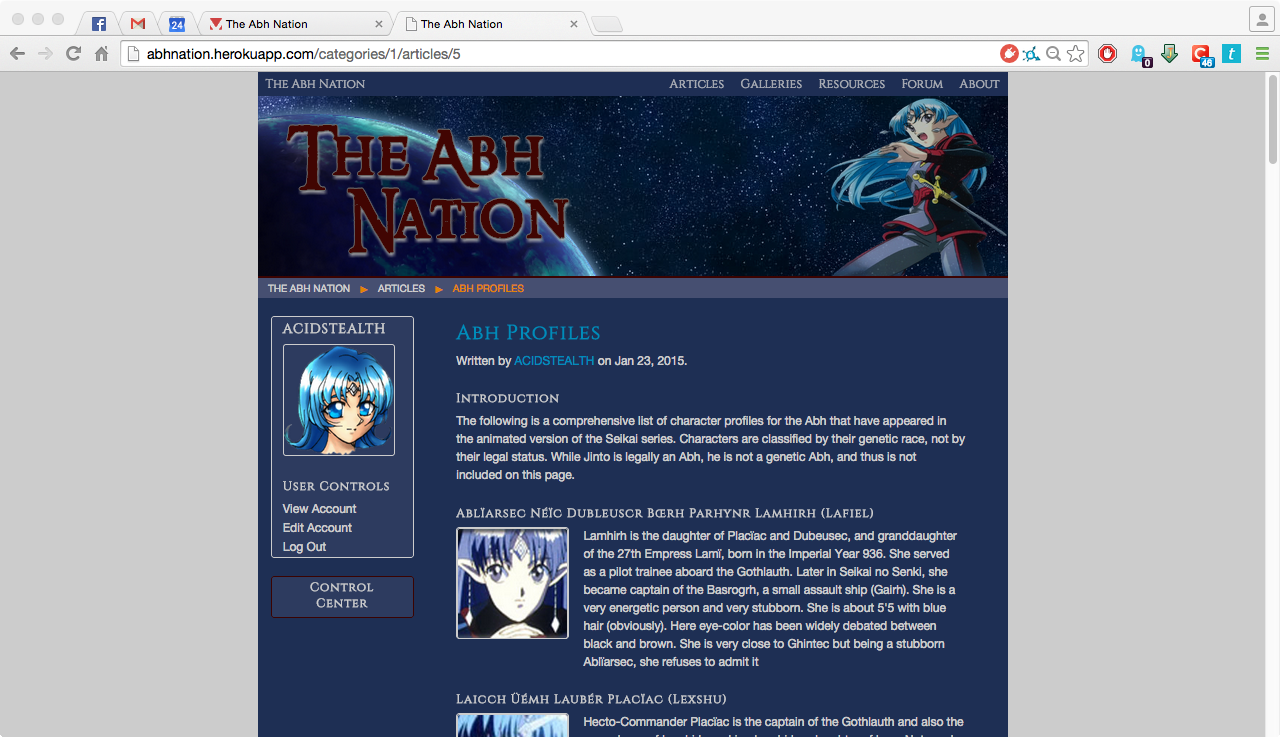 24
The Abh Nation
The Abh Nation
abhnation.herokuapp.com/categories/1/articles/5
0
46
t
The Abh Nation
Articles Galleries Resources Forum About
The Abh
Nation
THE ABH NATION ▶ ARTICLES ▶ ABH PROFILES
ACIDSTEALTH
User Controls
View Account
Edit Account
Log Out
Control
Center
Abh Profiles
Written by ACIDSTEALTH on Jan 23, 2015.
Introduction
The following is a comprehensive list of character profiles for the Abh that have appeared in
the animated version of the Seikai series. Characters are classified by their genetic race, not by
their legal status. While Jinto is legally an Abh, he is not a genetic Abh, and thus is not
included on this page.
Ablïarsec Néïc Dubleuscr Bœrh Parhynr Lamhirh (Lafiel)
Lamhirh is the daughter of Placïac and Dubeusec, and granddaughter
of the 27th Empress Lamï, born in the Imperial Year 936. She served
as a pilot trainee aboard the Gothlauth. Later in Seikai no Senki, she
became captain of the Basrogrh, a small assault ship (Gairh). She is a
very energetic person and very stubborn. She is about 5'5 with blue
hair (obviously). Here eye-color has been widely debated between
black and brown. She is very close to Ghintec but being a stubborn
Ablïarsec, she refuses to admit it
Laicch Üémh Laubér Placïac (Lexshu)
Hecto-Commander Placïac is the captain of the Gothlauth and also the